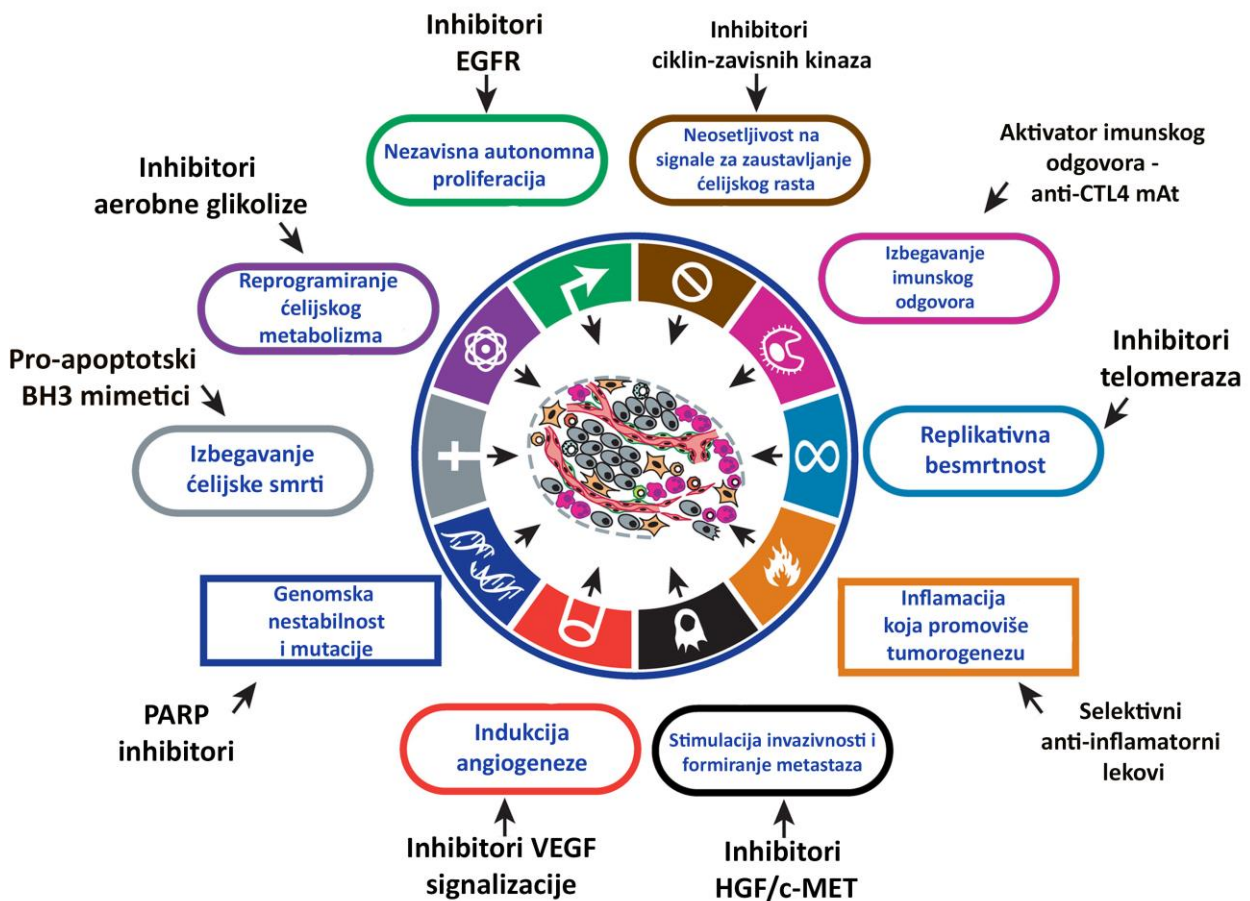 Inhibitori
EGFR
Inhibitori
ciklin-zavisnih kinaza
Nezavisna autonomna
proliferacija
Neosetljivost na
signale za zaustavljanje
ćelijskog rasta
Aktivator imunskog
odgovora -
anti-CTL4 mAt
Inhibitori
aerobne glikolize
Izbegavanje
imunskog
odgovora
Reprogramiranje
ćelijskog
metabolizma
Inhibitori
telomeraza
Pro-apoptotski
BH3 mimetici
Replikativna
besmrtnost
Izbegavanje
ćelijske smrti
Genomska
nestabilnost
i mutacije
Inflamacija
koja promoviše
tumorogenezu
PARP
inhibitori
Selektivni
anti-inflamatorni
lekovi
Indukcija
angiogeneze
Stimulacija invazivnosti i
formiranje metastaza
Inhibitori VEGF
signalizacije
Inhibitori
HGF/c-MET